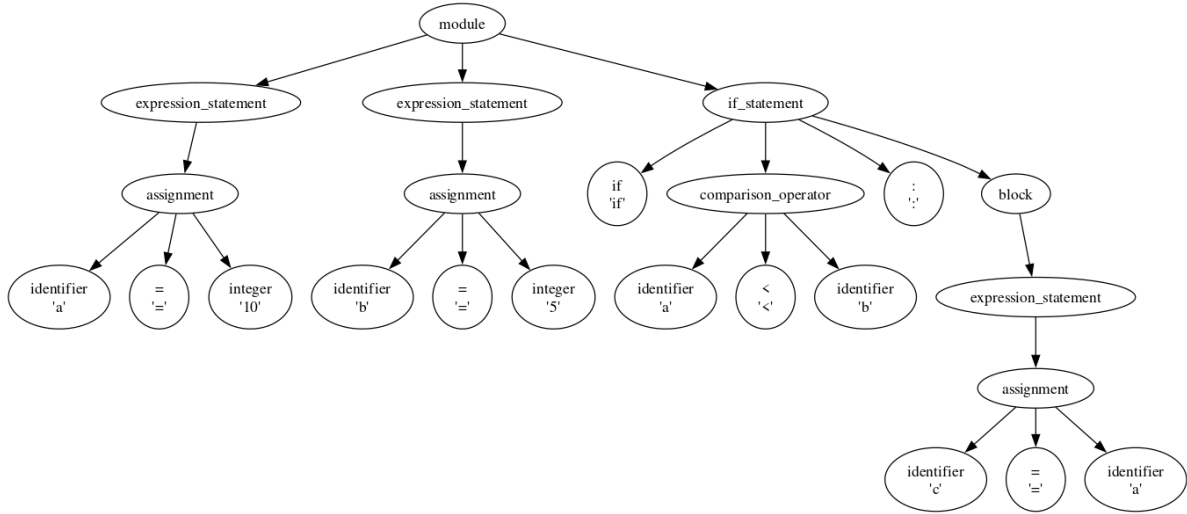 module
expression_statement
expression_statement
if_statement
assignment
assignment
if
'if'
comparison_operator
:
':'
block
identifier
'a'
=
'='
integer
'10'
identifier
'b'
=
'='
integer
'5'
identifier
'a'
<
'<'
identifier
'b'
expression_statement
assignment
identifier
'c'
=
'='
identifier
'a'